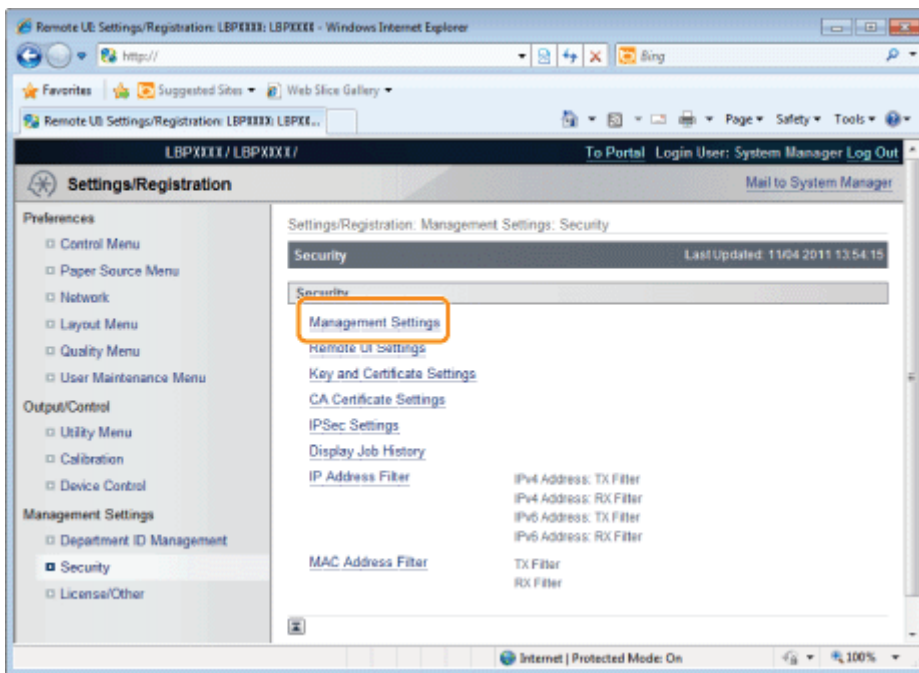 Remote UI: Settings/Registration: LBPXXXX: LBPXXXX - Windows Internet Explorer
http://
Bing
Favorites Suggested Sites Web Slice Gallery
Remote UI: Settings/Registration: LBPXXXX: LBPXX... Page Safety Tools
LBPXXXX / LBPXXXX / To Portal Login User: System Manager Log Out
Settings/Registration Mail to System Manager
Preferences
Control Menu
Paper Source Menu
Network
Layout Menu
Quality Menu
User Maintenance Menu
Output/Control
Utility Menu
Calibration
Device Control
Management Settings
Department ID Management
Security
License/Other
Settings/Registration: Management Settings: Security
Security Last Updated: 11/04 2011 13:54:15
Security
Management Settings
Remote UI Settings
Key and Certificate Settings
CA Certificate Settings
IPSec Settings
Display Job History
IP Address Filter IPv4 Address: TX Filter
IPv4 Address: RX Filter
IPv6 Address: TX Filter
IPv6 Address: RX Filter
MAC Address Filter TX Filter
RX Filter
Internet | Protected Mode: On 100%